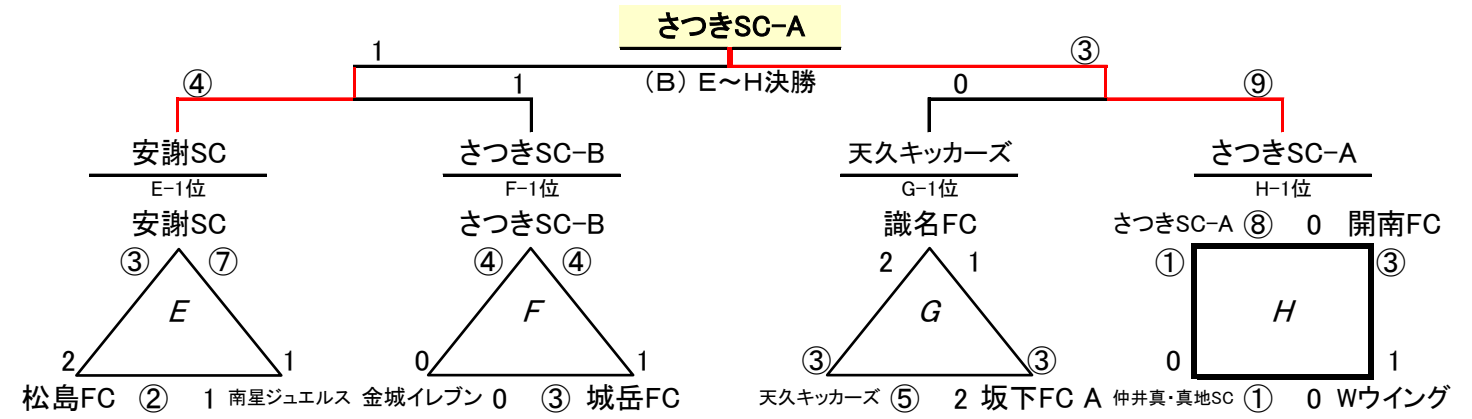 さつきSC-A
1 ③
④ 1 (B) E～H決勝 0 ⑨
安謝SC さつきSC-B 天久キッカーズ さつきSC-A
E-1位 F-1位 G-1位 H-1位
安謝SC さつきSC-B 識名FC さつきSC-A ⑧ 0 開南FC
③ ⑦ ④ ④ 2 1 ① ③
E F G H
2 1 0 1 ③ ③ 0 1
松島FC ② 1 南星ジュエルス 金城イレブン 0 ③ 城岳FC 天久キッカーズ ⑤ 2 坂下FC A 仲井真・真地SC ① 0 Wウイング